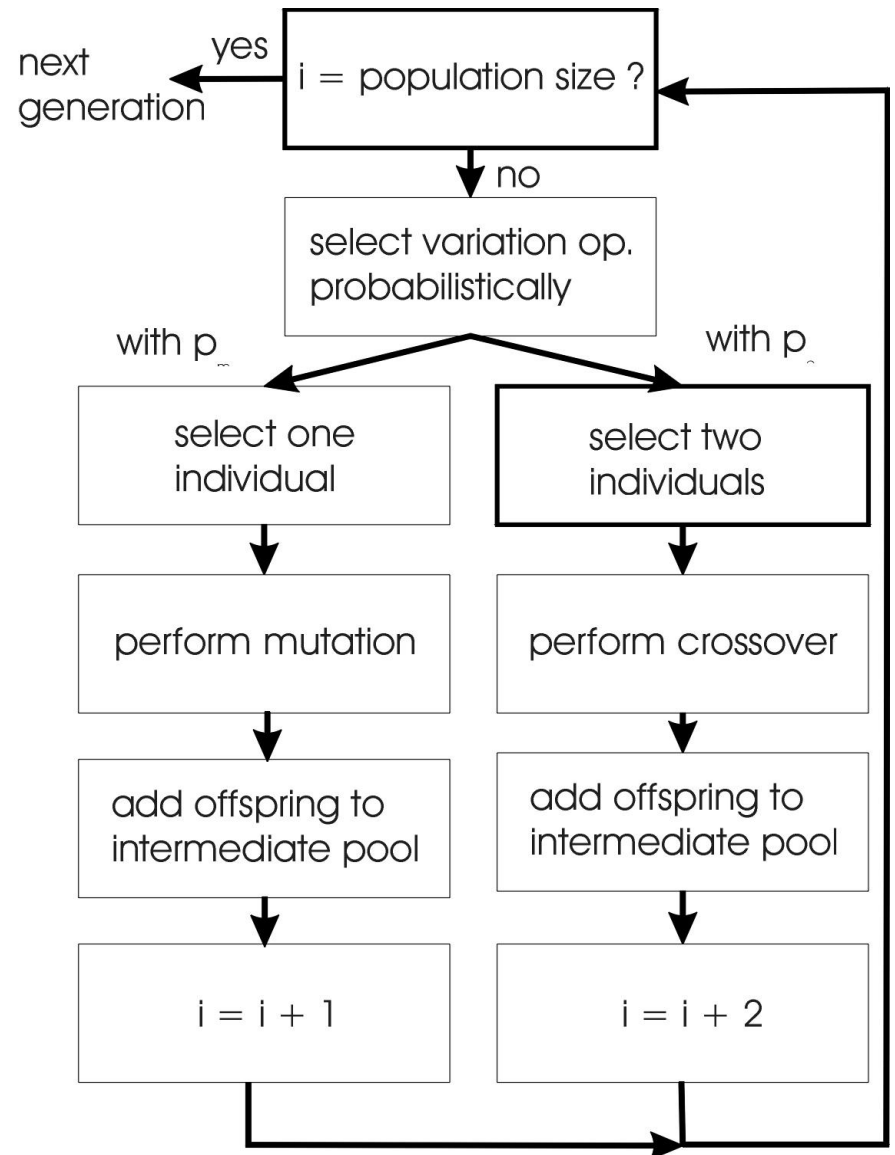 yes
next
generation
i = population size ?
no
select variation op.
probabilistically
with p m
with p
select one
individual
select two
individuals
perform mutation
perform crossover
add offspring to
intermediate pool
add offspring to
intermediate pool
i = i + 1
i = i + 2